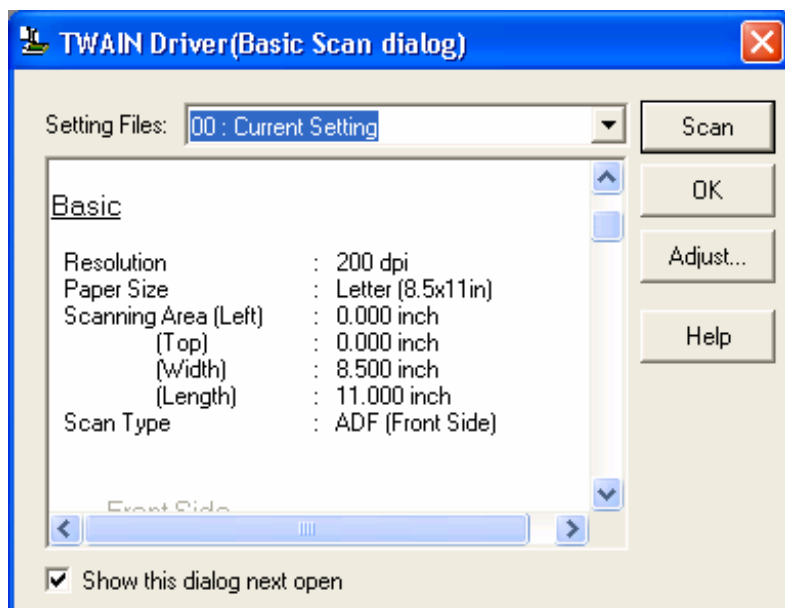 TWAIN Driver(Basic Scan dialog)
Setting Files: 00 : Current Setting
Scan
OK
Adjust...
Help
Basic
Resolution : 200 dpi
Paper Size : Letter (8.5x11in)
Scanning Area (Left) : 0.000 inch
(Top) : 0.000 inch
(Width) : 8.500 inch
(Length) : 11.000 inch
Scan Type : ADF (Front Side)
Front Side
Show this dialog next open